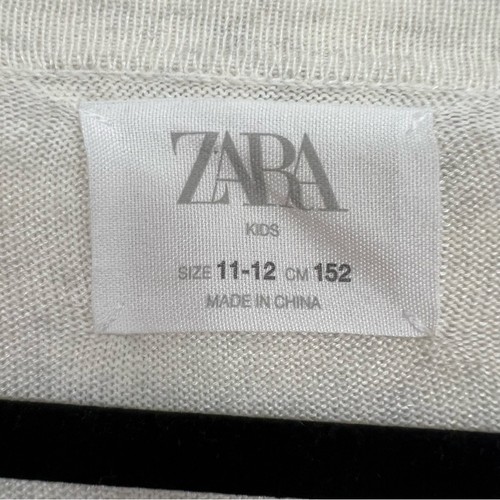 ZARA
KIDS
SIZE 11-12 CM 152
MADE IN CHINA